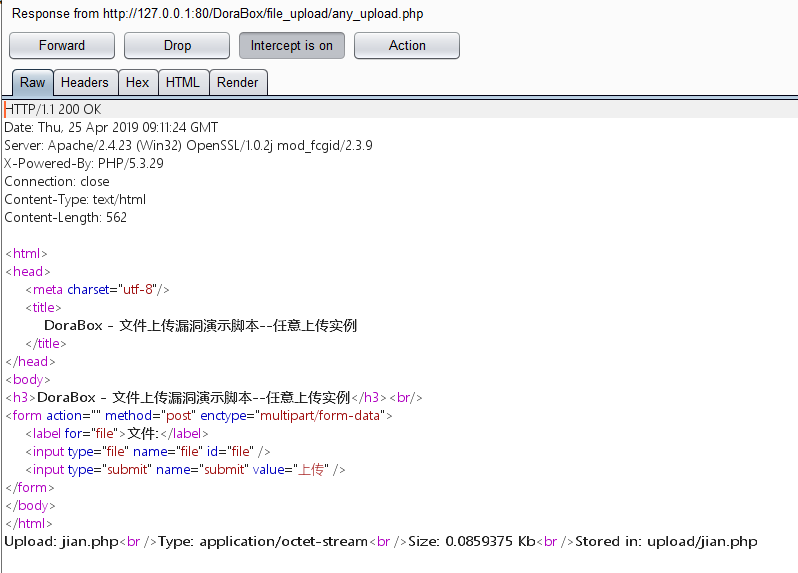 Response from http://127.0.0.1:80/DoraBox/file_upload/any_upload.php
Forward Drop Intercept is on Action
Raw Headers Hex HTML Render
HTTP/1.1 200 OK
Date: Thu, 25 Apr 2019 09:11:24 GMT
Server: Apache/2.4.23 (Win32) OpenSSL/1.0.2j mod_fcgid/2.3.9
X-Powered-By: PHP/5.3.29
Connection: close
Content-Type: text/html
Content-Length: 562
<html>
<head>
<meta charset="utf-8"/>
<title>
DoraBox - 文件上传漏洞演示脚本--任意上传实例
</title>
</head>
<body>
<h3>DoraBox - 文件上传漏洞演示脚本--任意上传实例</h3><br/>
<form action="" method="post" enctype="multipart/form-data">
<label for="file">文件:</label>
<input type="file" name="file" id="file" />
<input type="submit" name="submit" value="上传" />
</form>
</body>
</html>
Upload: jian.php<br />Type: application/octet-stream<br />Size: 0.0859375 Kb<br />Stored in: upload/jian.php